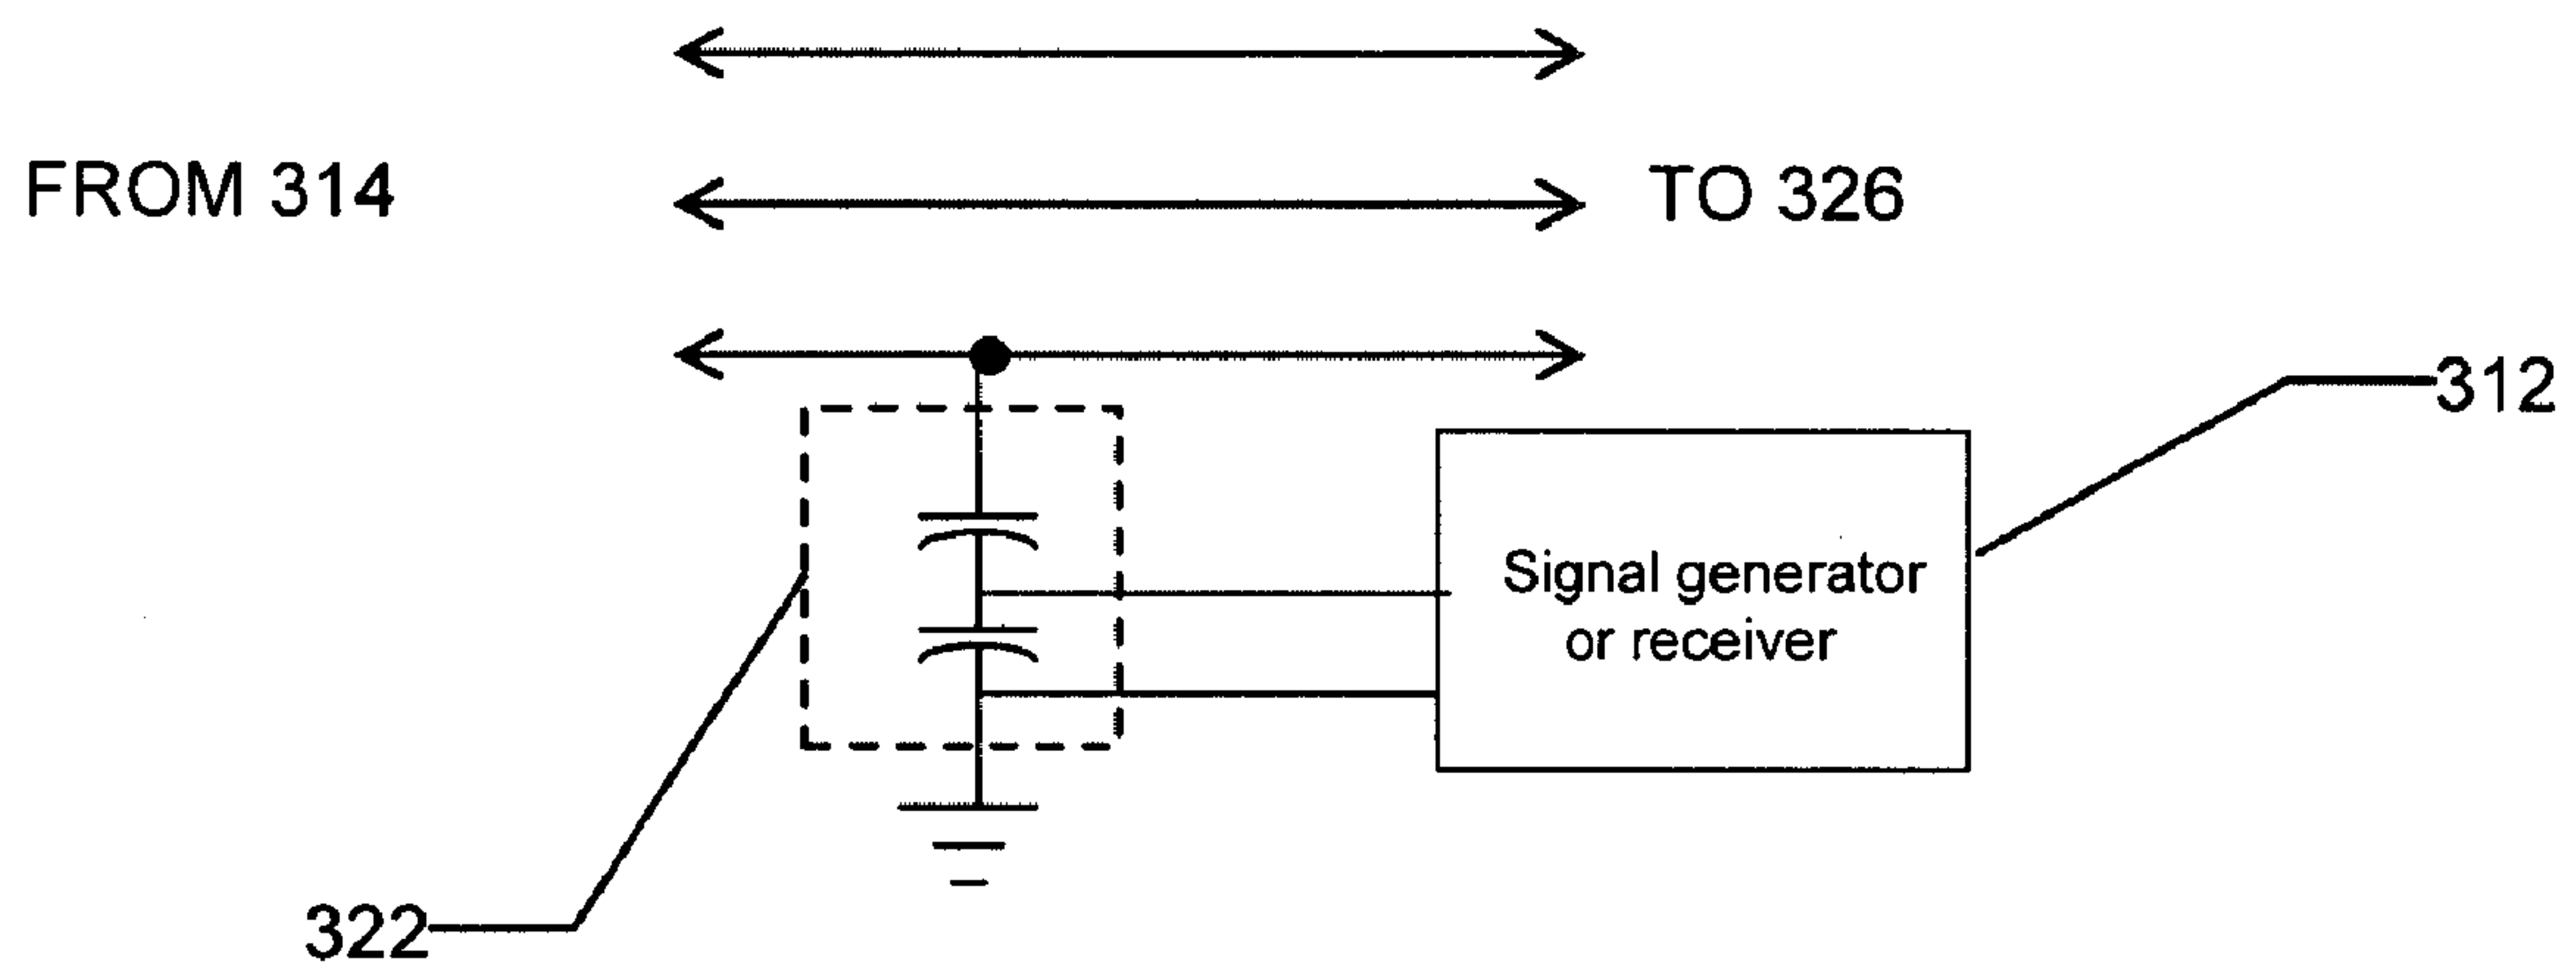 FROM 314
TO 326
312
Signal generator
or receiver
322